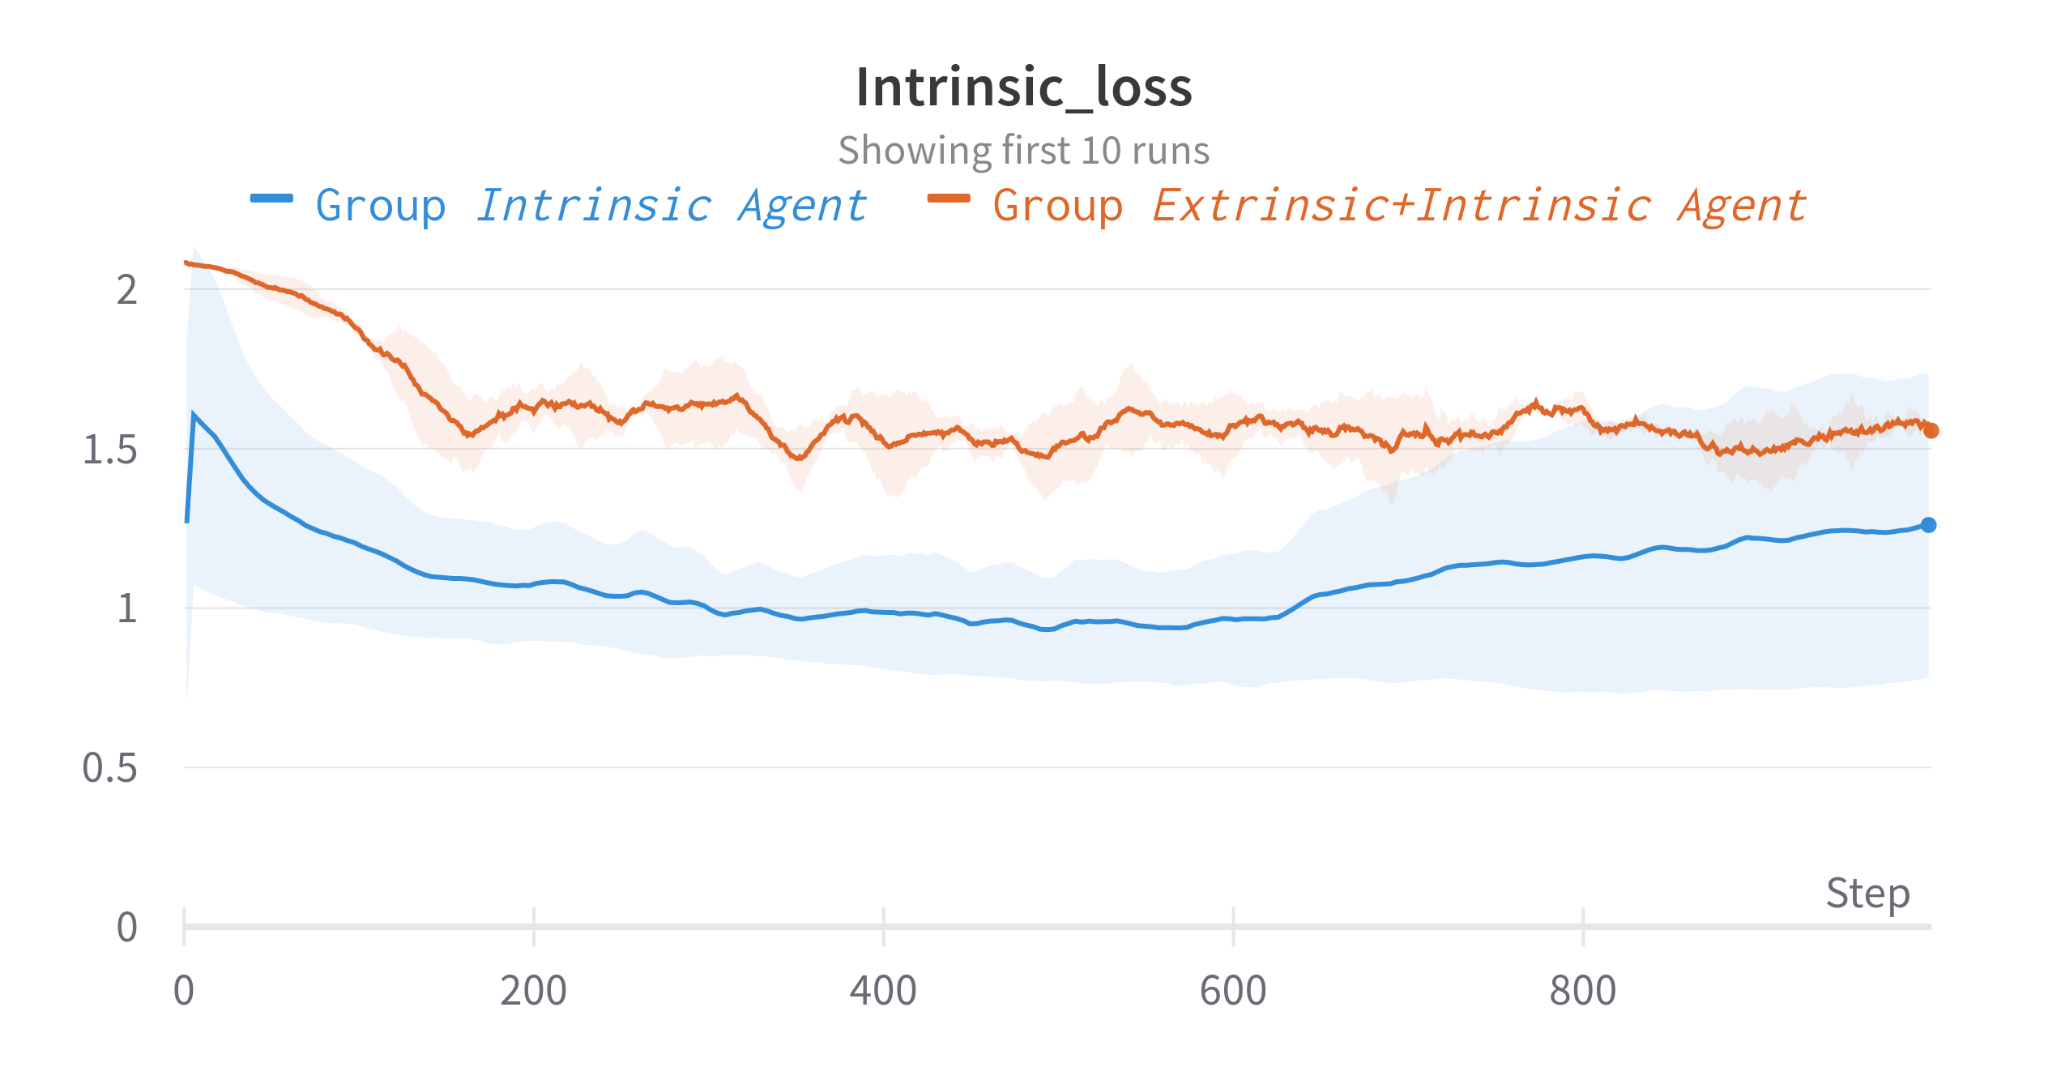 Intrinsic_loss
Showing first 10 runs
Group Intrinsic Agent Group Extrinsic+Intrinsic Agent
2
1.5
1
0.5
Step
0
0 200 400 600 800